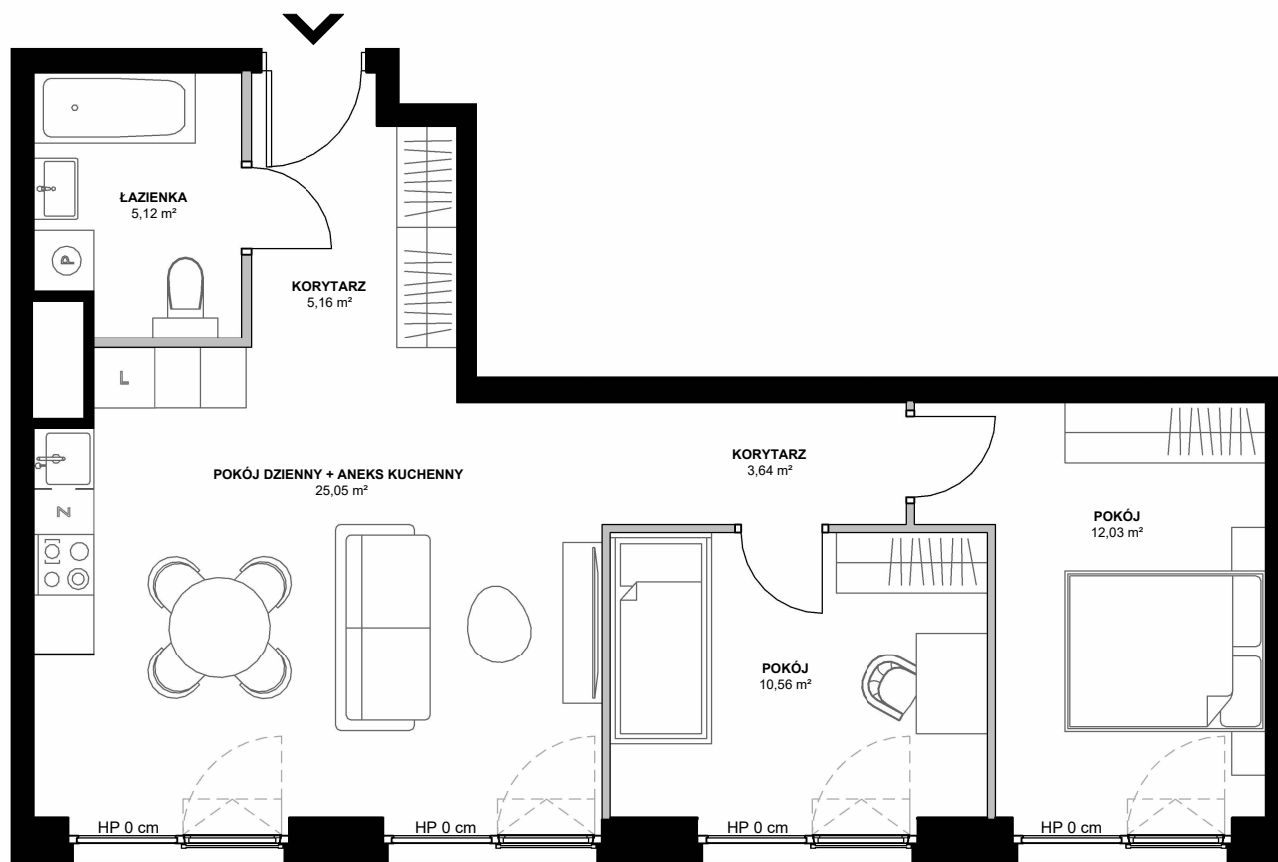 ŁAZIENKA
5,12 m²
P
KORYTARZ
5,16 m²
L
POKÓJ DZIENNY + ANEKS KUCHENNY
25,05 m²
KORYTARZ
3,64 m²
Z
POKÓJ
12,03 m²
POKÓJ
10,56 m²
HP 0 cm
HP 0 cm
HP 0 cm
HP 0 cm